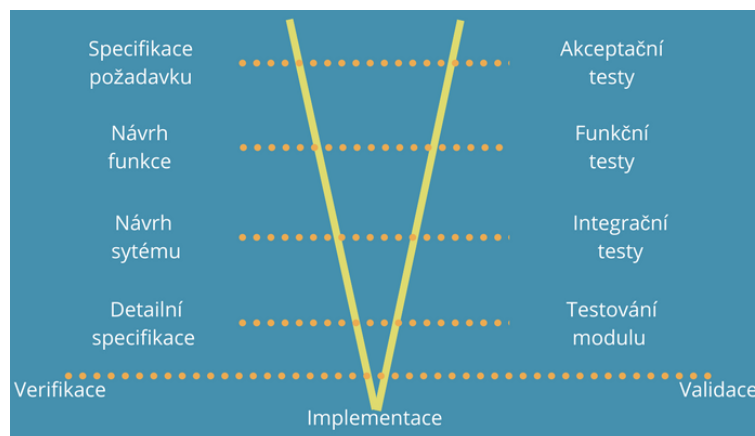 Specifikace
požadavku
Akceptační
testy
Návrh
funkce
Funkční
testy
Návrh
sytému
Integrační
testy
Detailní
specifikace
Testování
modulu
Verifikace
Validace
Implementace